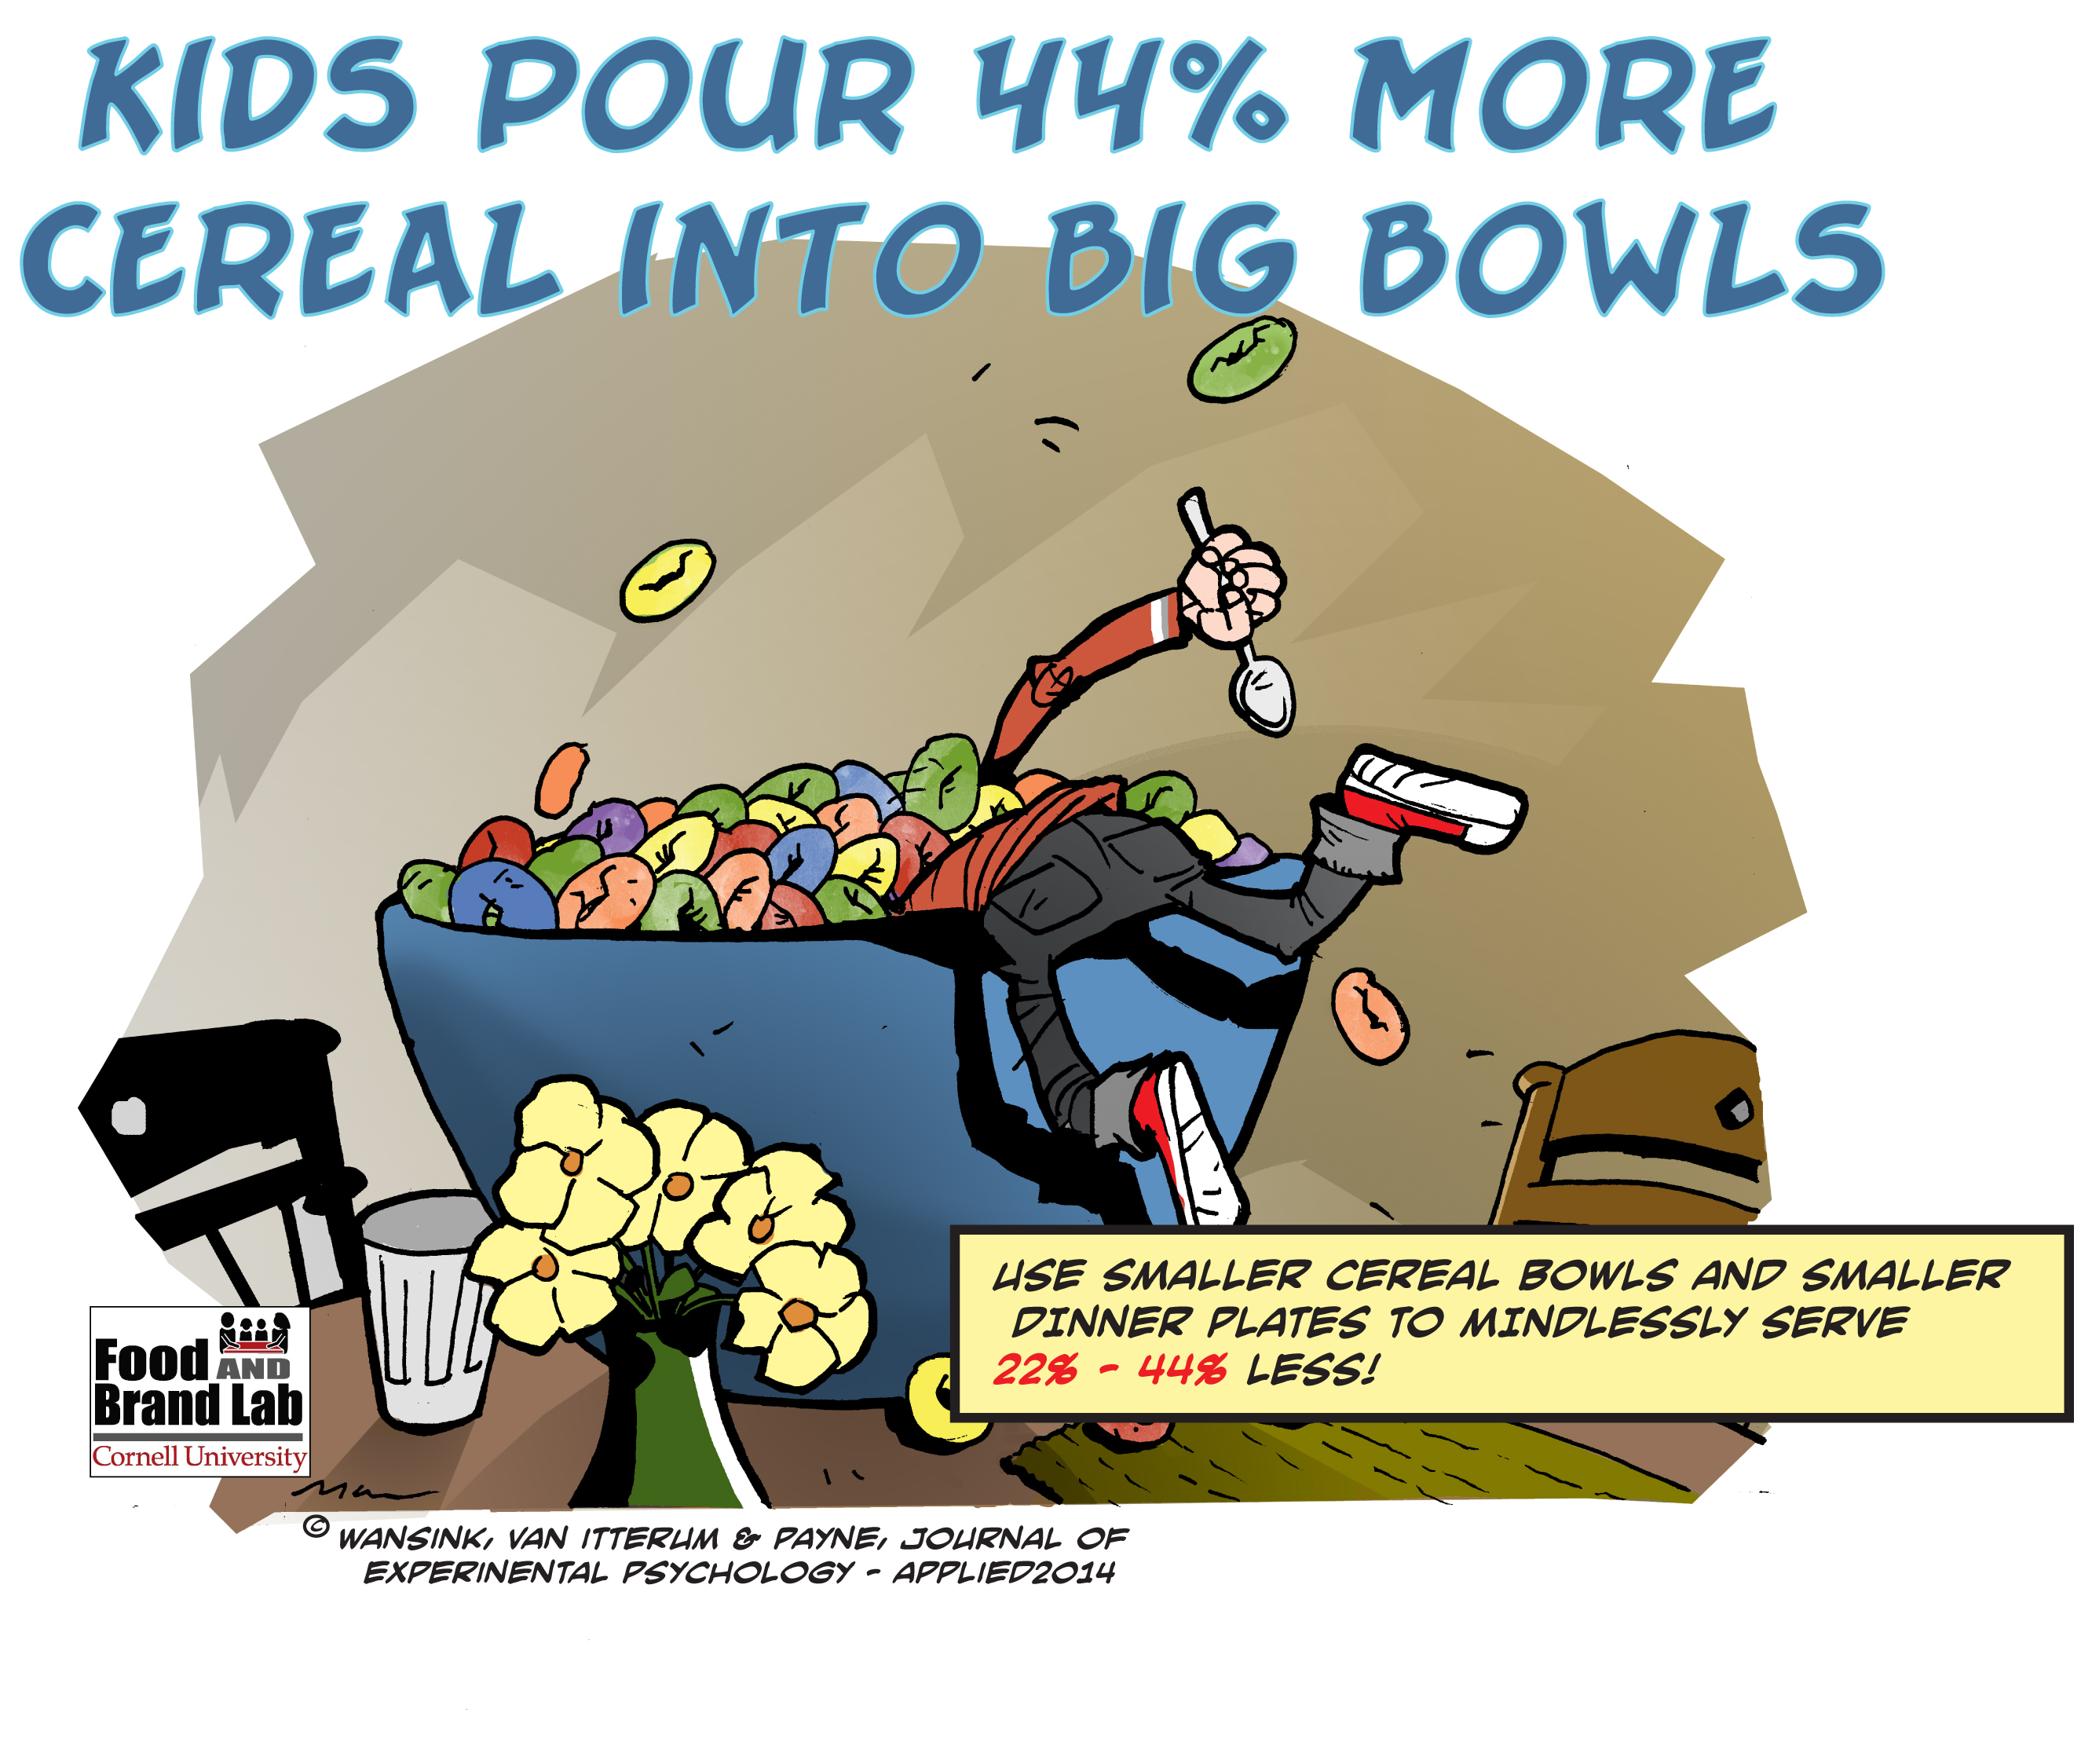 KIDS POUR 44% MORE
CEREAL INTO BIG BOWLS
USE SMALLER CEREAL BOWLS AND SMALLER
DINNER PLATES TO MINDLESSLY SERVE
22% - 44% LESS!
Food AND
Brand Lab
Cornell University
© WANSINK, VAN ITTERUM & PAYNE, JOURNAL OF
EXPERINENTAL PSYCHOLOGY - APPLIED2014